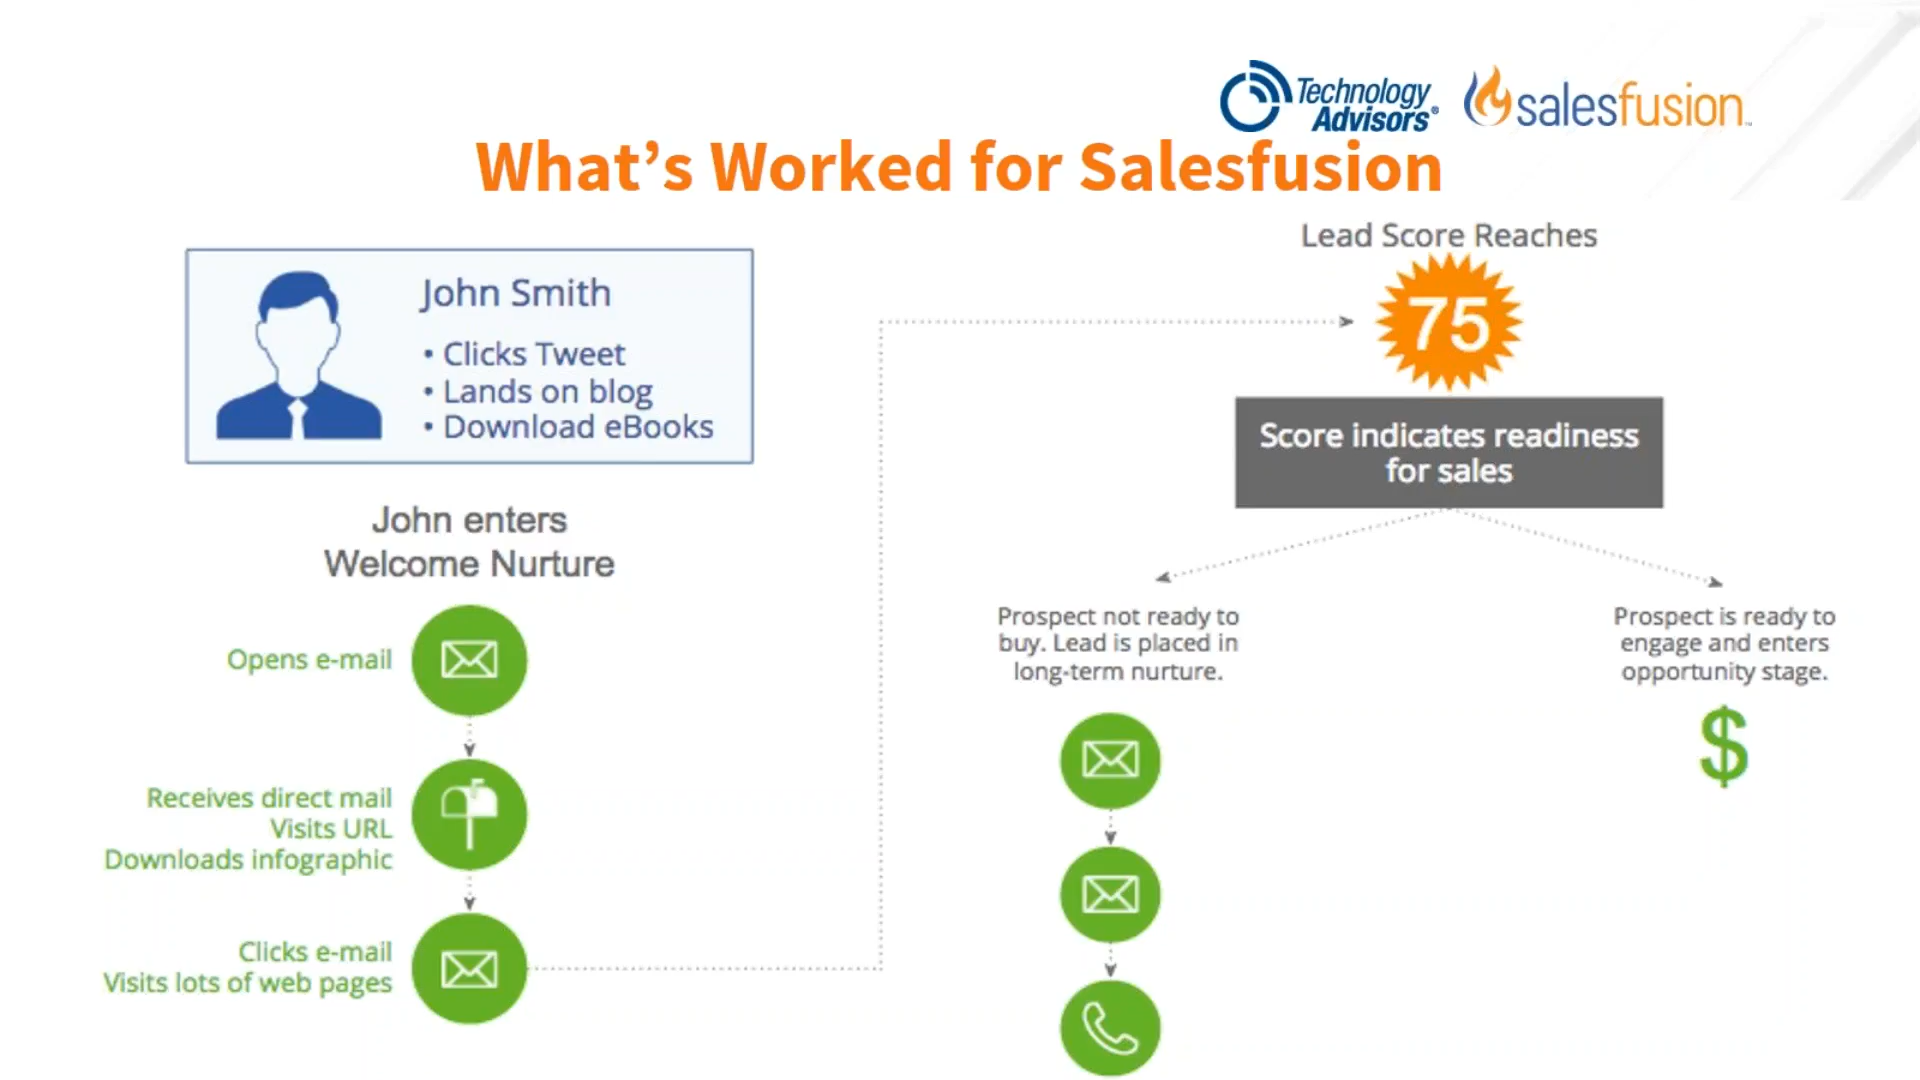 Technology
Advisors®
salesfusion™
What's Worked for Salesfusion
John Smith
• Clicks Tweet
• Lands on blog
• Download eBooks
John enters
Welcome Nurture
Opens e-mail
Receives direct mail
Visits URL
Downloads infographic
Clicks e-mail
Visits lots of web pages
Lead Score Reaches
75
Score indicates readiness
for sales
Prospect not ready to
buy. Lead is placed in
long-term nurture.
Prospect is ready to
engage and enters
opportunity stage.
$